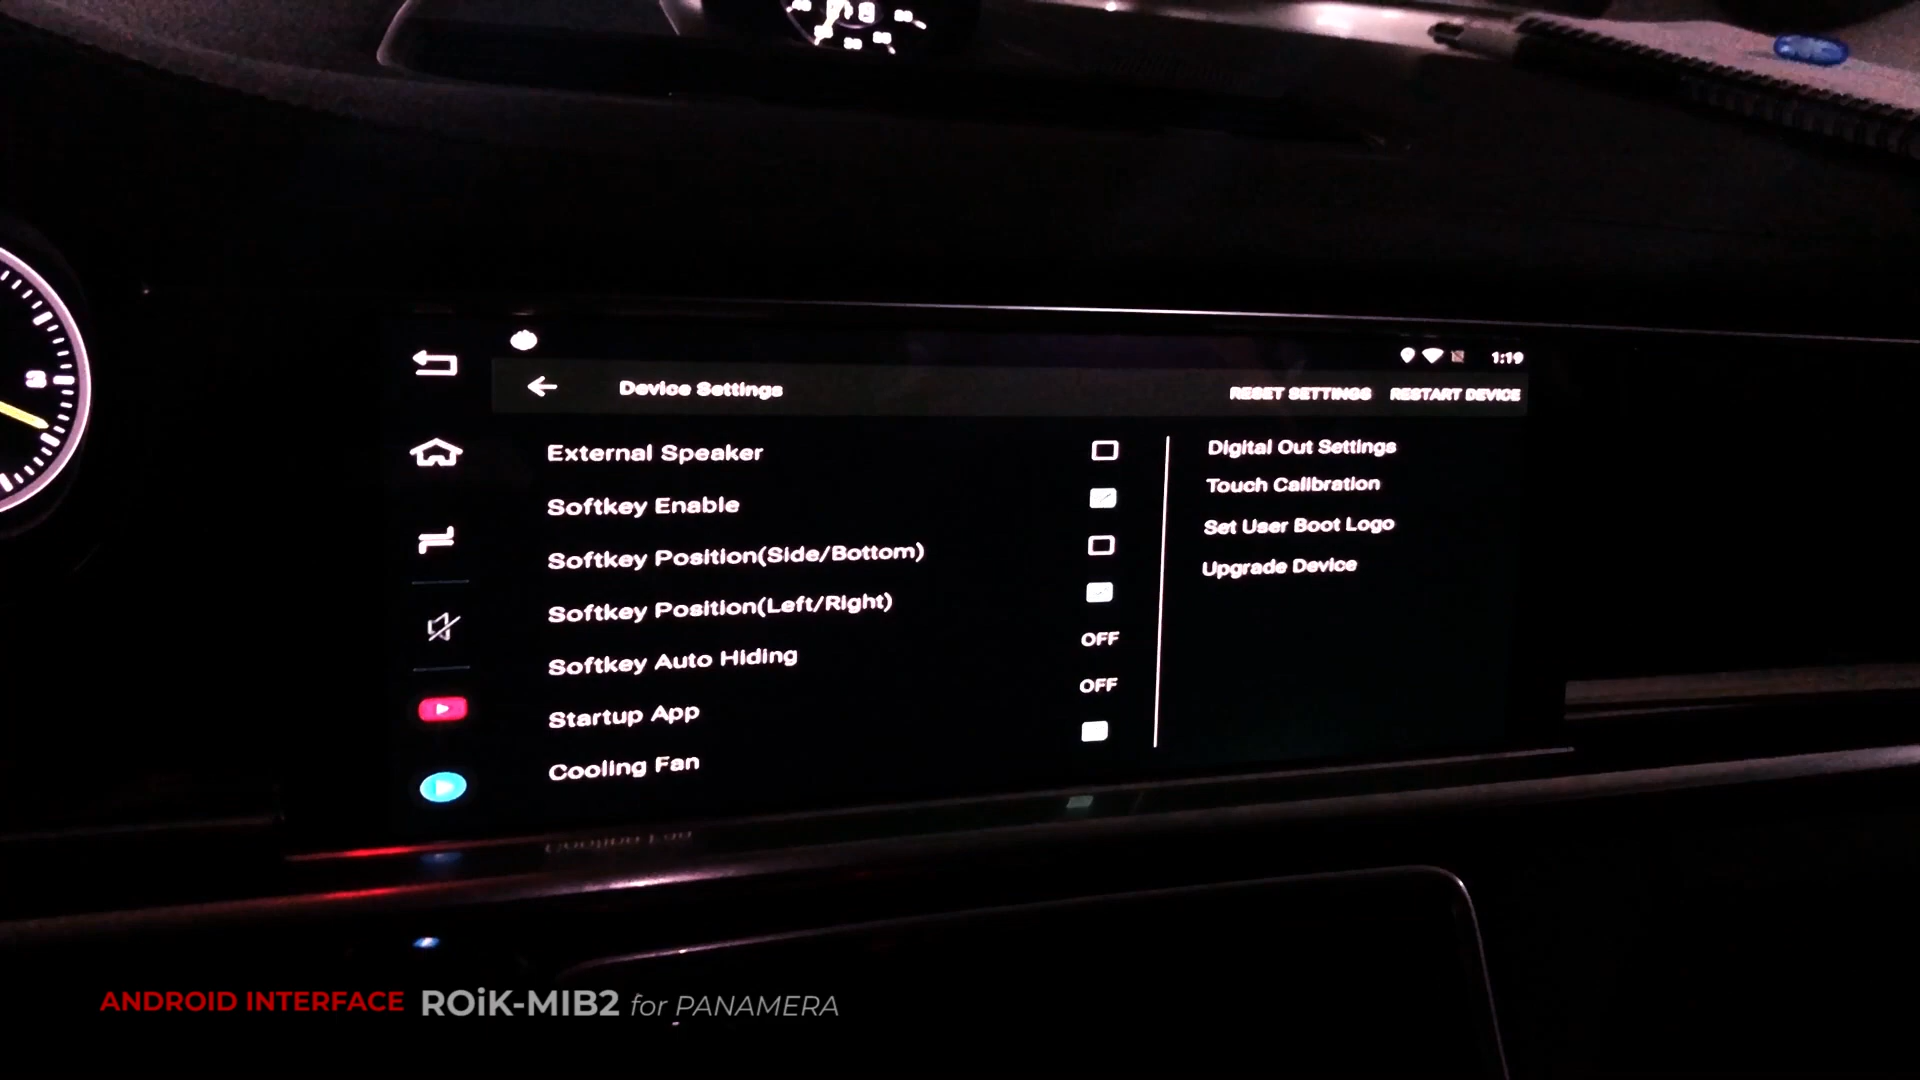 3
1:19
Device Settings
RESET SETTINGS RESTART DEVICE
External Speaker
Softkey Enable
Softkey Position(Side/Bottom)
Softkey Position(Left/Right)
Softkey Auto Hiding OFF
Startup App OFF
Cooling Fan
Digital Out Settings
Touch Calibration
Set User Boot Logo
Upgrade Device
ANDROID INTERFACE ROiK-MIB2 for PANAMERA